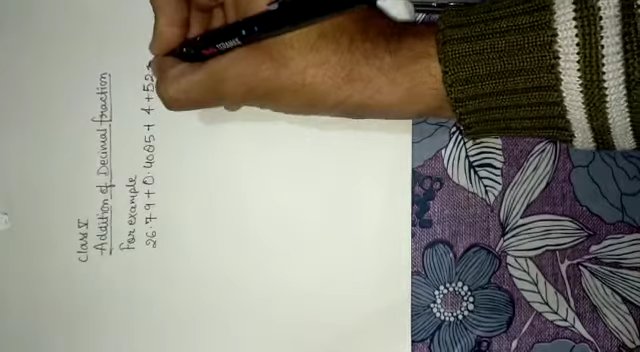 Class V
Addition of Decimal fraction
For example
26.79 + 0.4085 + 4 + 52